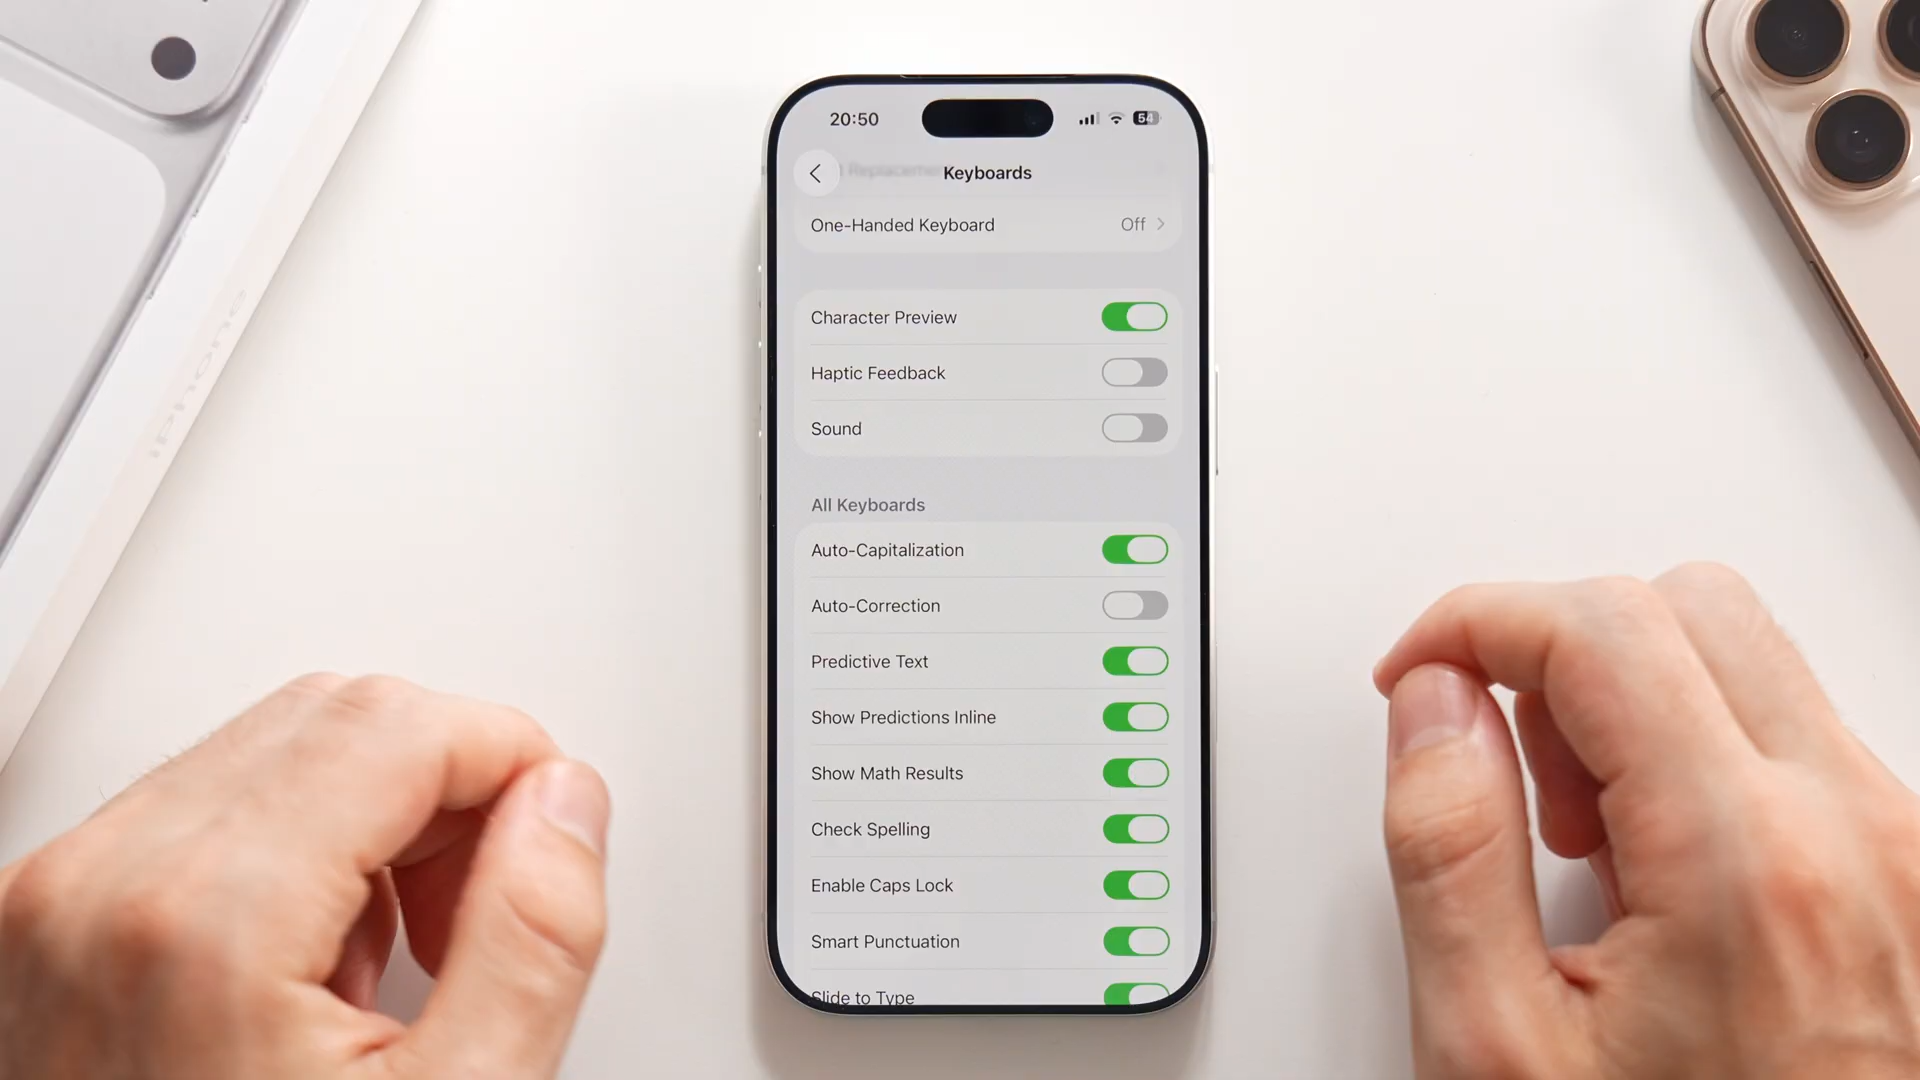 20:50
54
Replacement
Keyboards
One-Handed Keyboard Off
Character Preview
Haptic Feedback
Sound
All Keyboards
Auto-Capitalization
Auto-Correction
Predictive Text
Show Predictions Inline
Show Math Results
Check Spelling
Enable Caps Lock
Smart Punctuation
Slide to Type